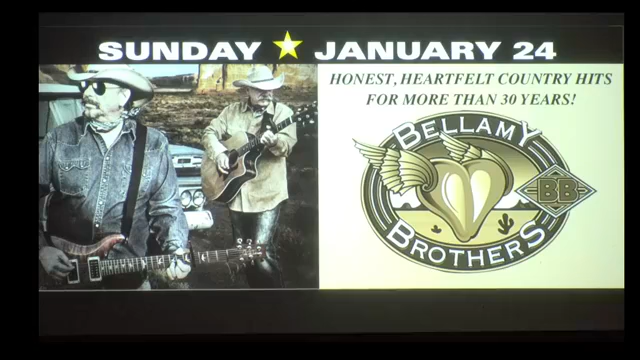 SUNDAY JANUARY 24
HONEST, HEARTFELT COUNTRY HITS
FOR MORE THAN 30 YEARS!
BELLAMY
BB
BROTHERS